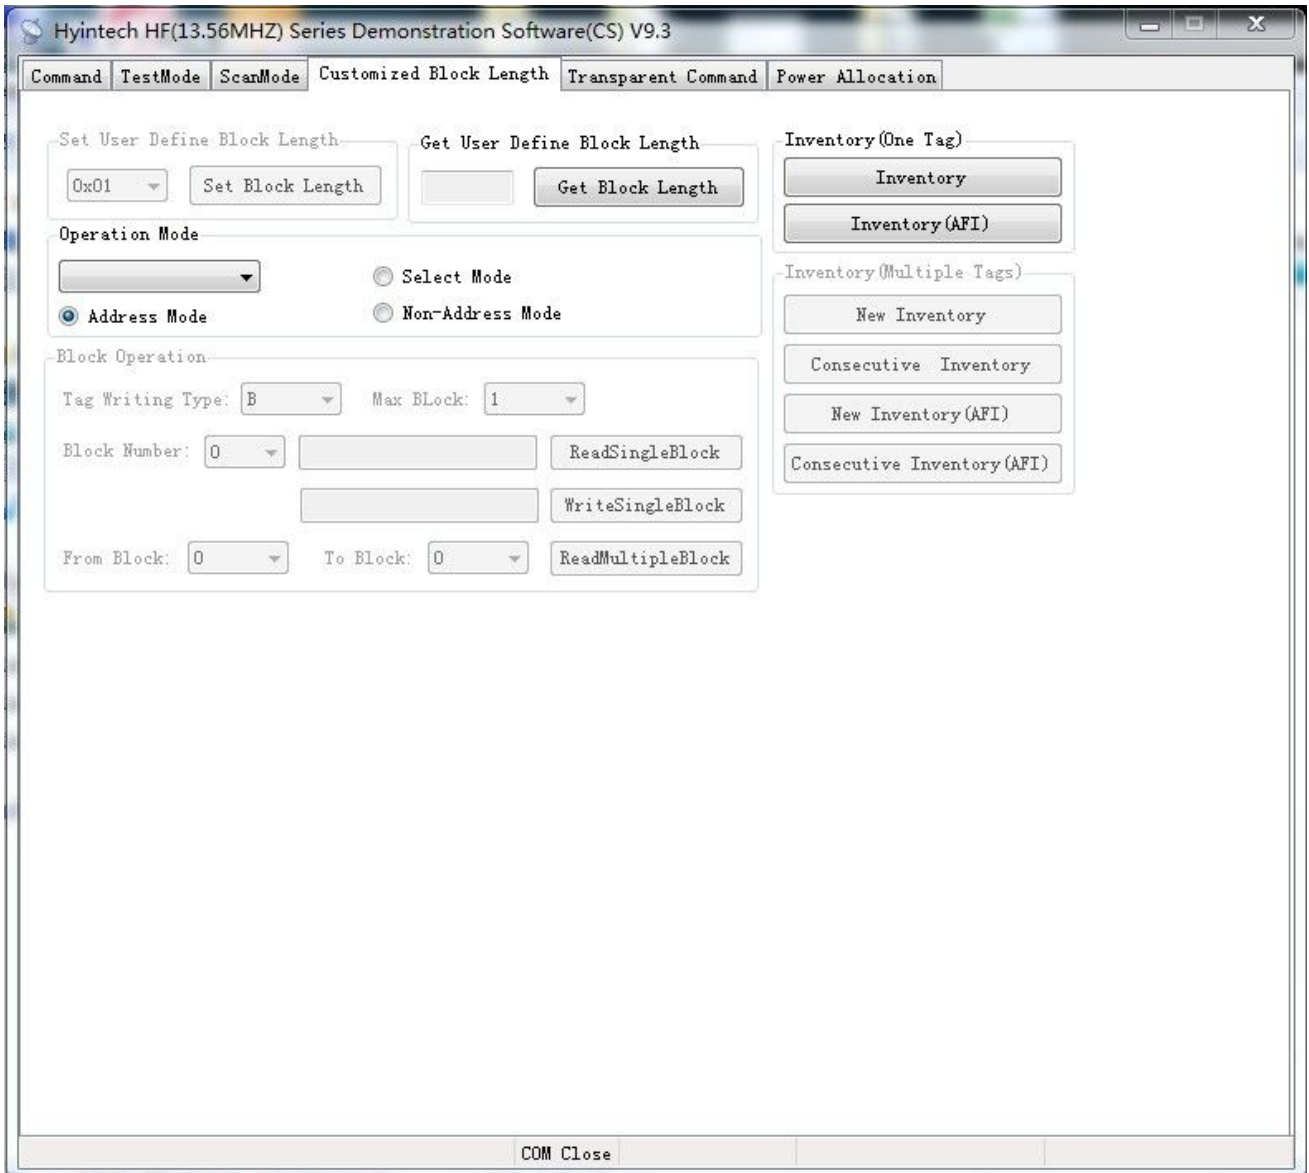 Hyintech HF(13.56MHZ) Series Demonstration Software(CS) V9.3
Command TestMode ScanMode Customized Block Length Transparent Command Power Allocation
Set User Define Block Length
0x01 Set Block Length
Get User Define Block Length
Get Block Length
Operation Mode
Select Mode
Address Mode
Non-Address Mode
Block Operation
Tag Writing Type: B Max BLock: 1
Block Number: 0 ReadSingleBlock
WriteSingleBlock
From Block: 0 To Block: 0 ReadMultipleBlock
Inventory(One Tag)
Inventory
Inventory(AFI)
Inventory(Multiple Tags)
New Inventory
Consecutive Inventory
New Inventory(AFI)
Consecutive Inventory(AFI)
COM Close